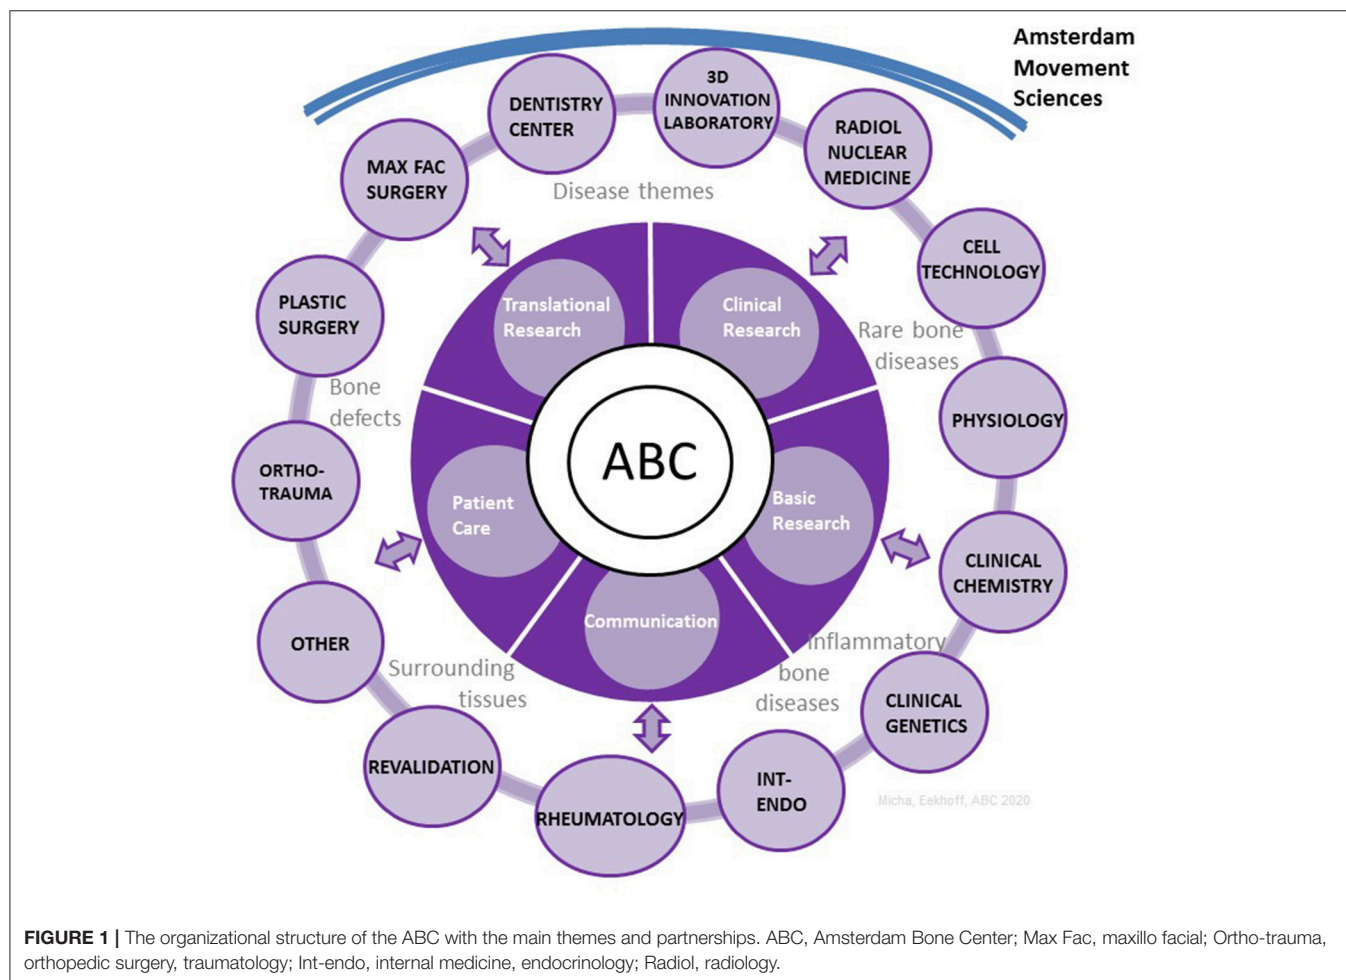 Amsterdam
Movement
Sciences
DENTISTRY
CENTER
3D
INNOVATION
LABORATORY
RADIOL
NUCLEAR
MEDICINE
MAX FAC
SURGERY
Disease themes
CELL
TECHNOLOGY
PLASTIC
SURGERY
Translational
Research
Clinical
Research
Rare bone
diseases
Bone
defects
PHYSIOLOGY
ABC
ORTHO-
TRAUMA
Patient
Care
Basic
Research
CLINICAL
CHEMISTRY
Communication
OTHER
Inflammatory
bone
diseases
Surrounding
tissues
CLINICAL
GENETICS
REVALIDATION
RHEUMATOLOGY
INT-
ENDO
Micha, Eekhoff, ABC 2020
FIGURE 1 | The organizational structure of the ABC with the main themes and partnerships. ABC, Amsterdam Bone Center; Max Fac, maxillo facial; Ortho-trauma,
orthopedic surgery, traumatology; Int-endo, internal medicine, endocrinology; Radiol, radiology.